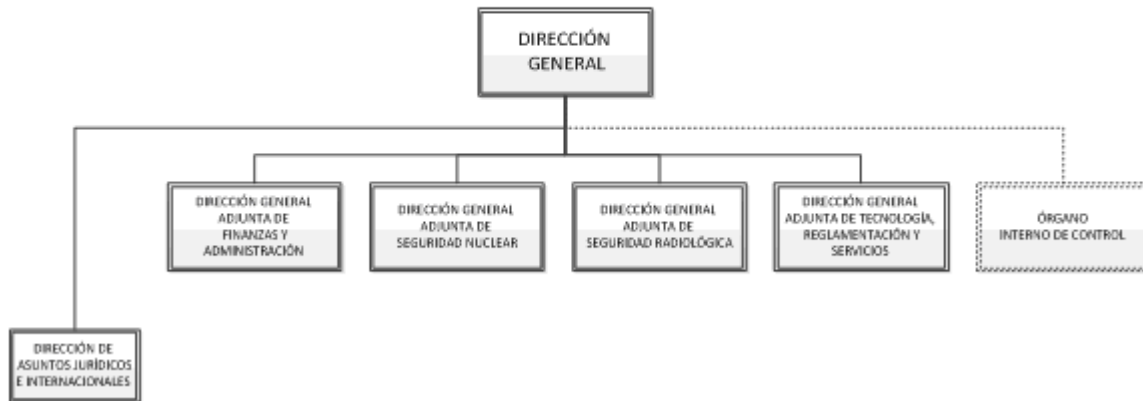 DIRECCIÓN
GENERAL
DIRECCIÓN GENERAL
ADJUNTA DE
FINANZAS Y
ADMINISTRACIÓN
DIRECCIÓN GENERAL
ADJUNTA DE
SEGURIDAD NUCLEAR
DIRECCIÓN GENERAL
ADJUNTA DE
SEGURIDAD RADIOLÓGICA
DIRECCIÓN GENERAL
ADJUNTA DE TECNOLOGÍA,
REGLAMENTACIÓN Y
SERVICIOS
ÓRGANO
INTERNO DE CONTROL
DIRECCIÓN DE
ASUNTOS JURÍDICOS
E INTERNACIONALES